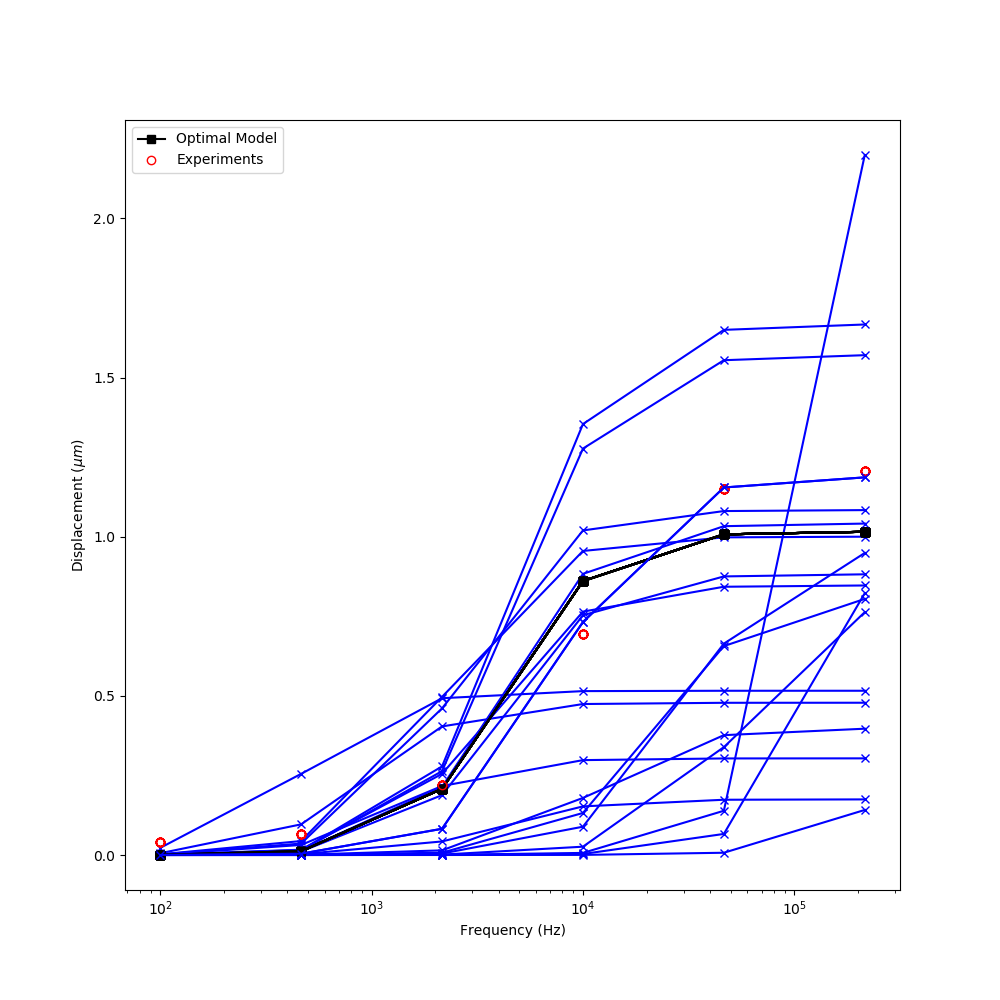 Optimal Model
Experiments
2.0
1.5
1.0
0.5
0.0
Displacement (μm)
10²
10³
10⁴
10⁵
Frequency (Hz)